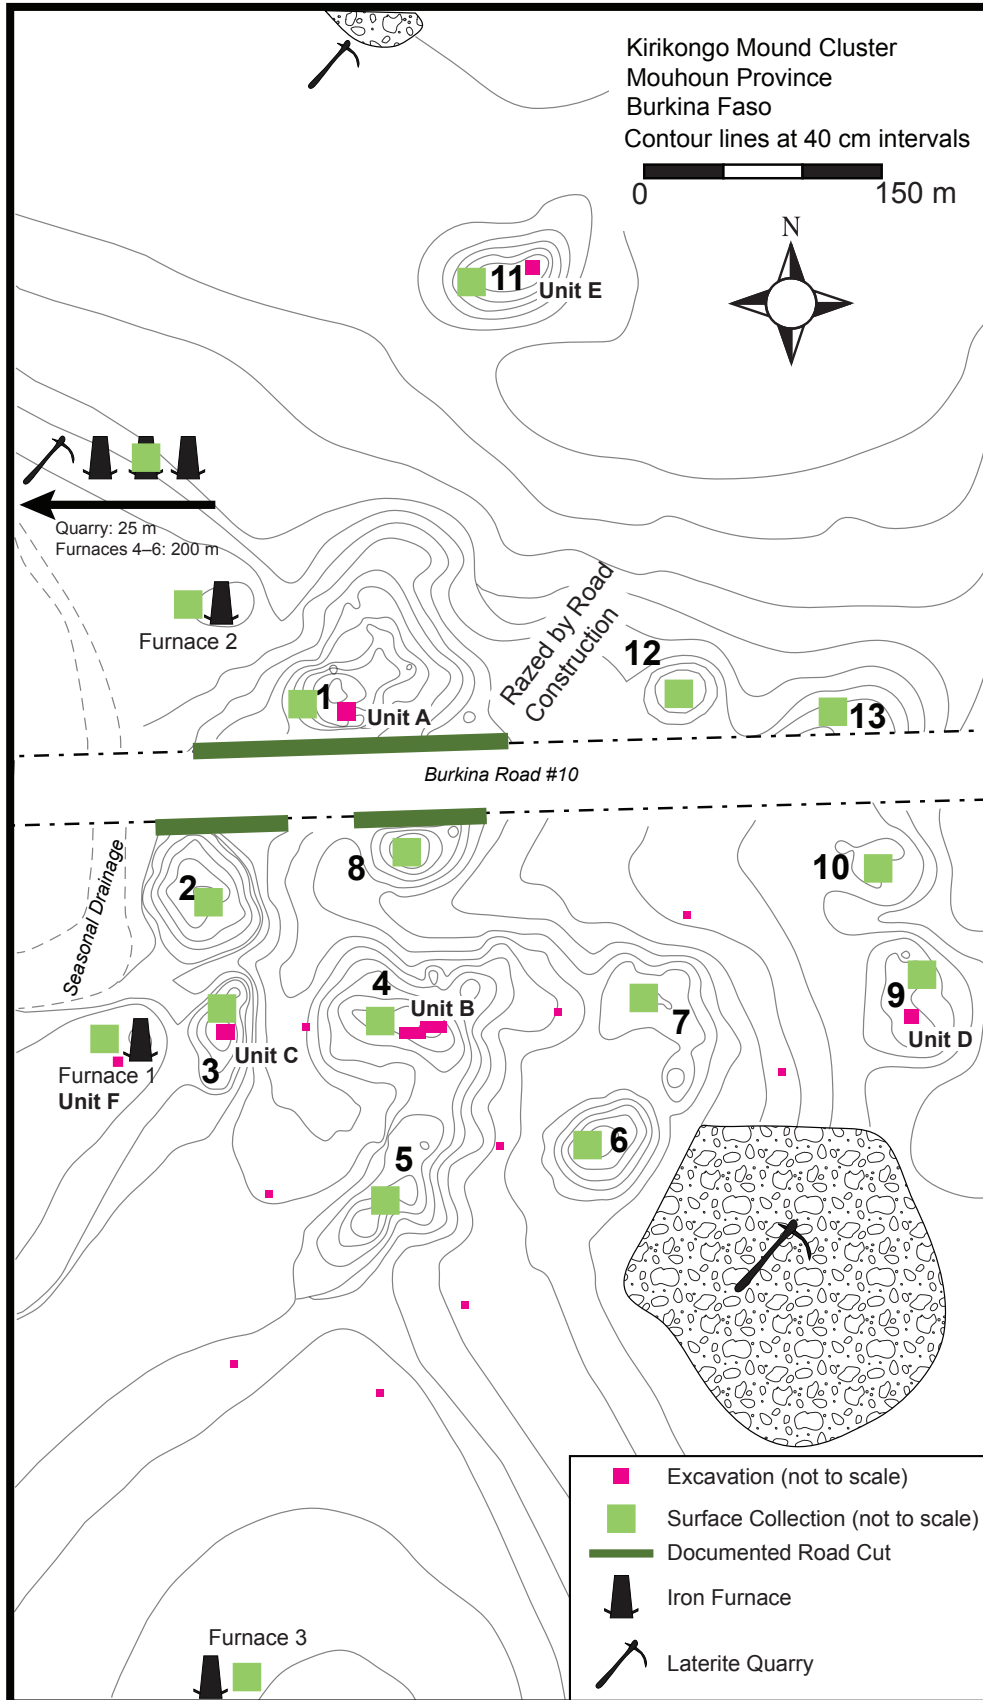 Kirikongo Mound Cluster
Mouhoun Province
Burkina Faso
Contour lines at 40 cm intervals
0 150 m
N
11
Unit E
Quarry: 25 m
Furnaces 4–6: 200 m
Furnace 2
Razed by Road
Construction
12
1
Unit A
13
Burkina Road #10
Seasonal Drainage
8
10
2
4
Unit B
7
9
Unit D
3
Unit C
Furnace 1
Unit F
6
5
Excavation (not to scale)
Surface Collection (not to scale)
Documented Road Cut
Iron Furnace
Laterite Quarry
Furnace 3